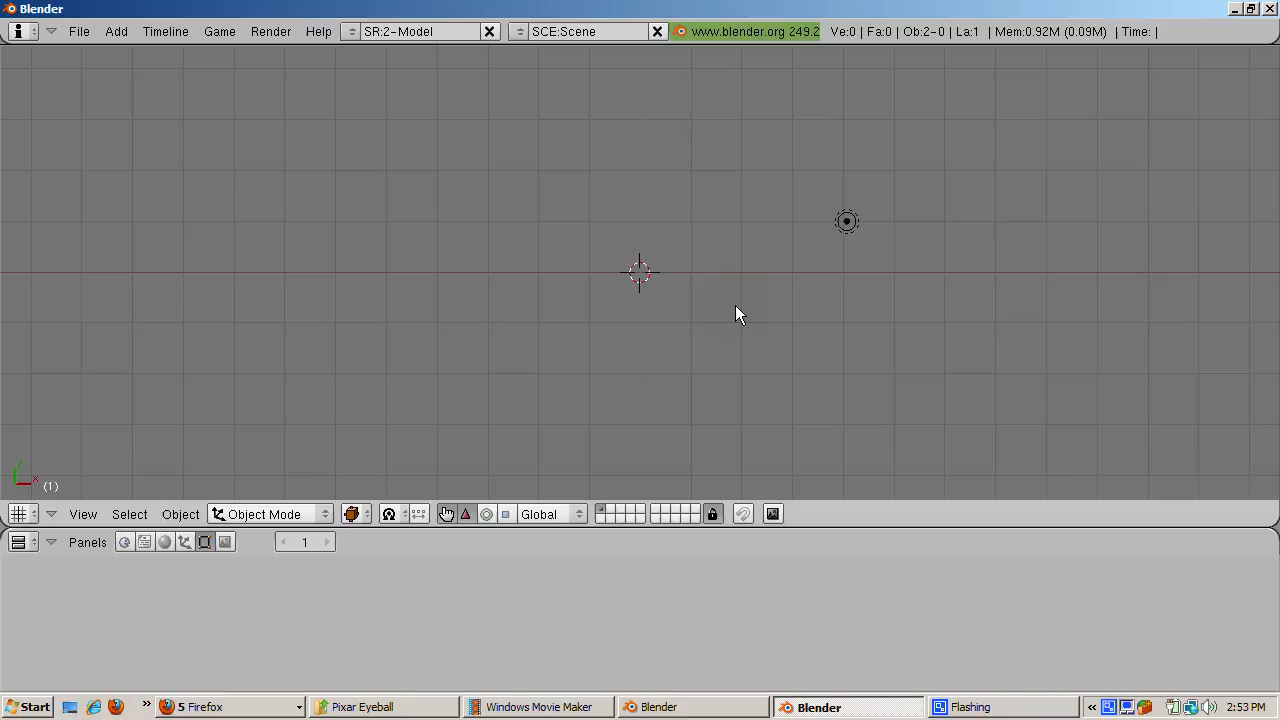 Blender
File Add Timeline Game Render Help SR:2-Model SCE:Scene www.blender.org 249.2 Ve:0 | Fa:0 | Ob:2-0 | La:1 | Mem:0.92M (0.09M) | Time: |
x
(1)
View Select Object Object Mode Global
Panels 1
Start 5 Firefox Pixar Eyeball Windows Movie Maker Blender Blender Flashing 2:53 PM